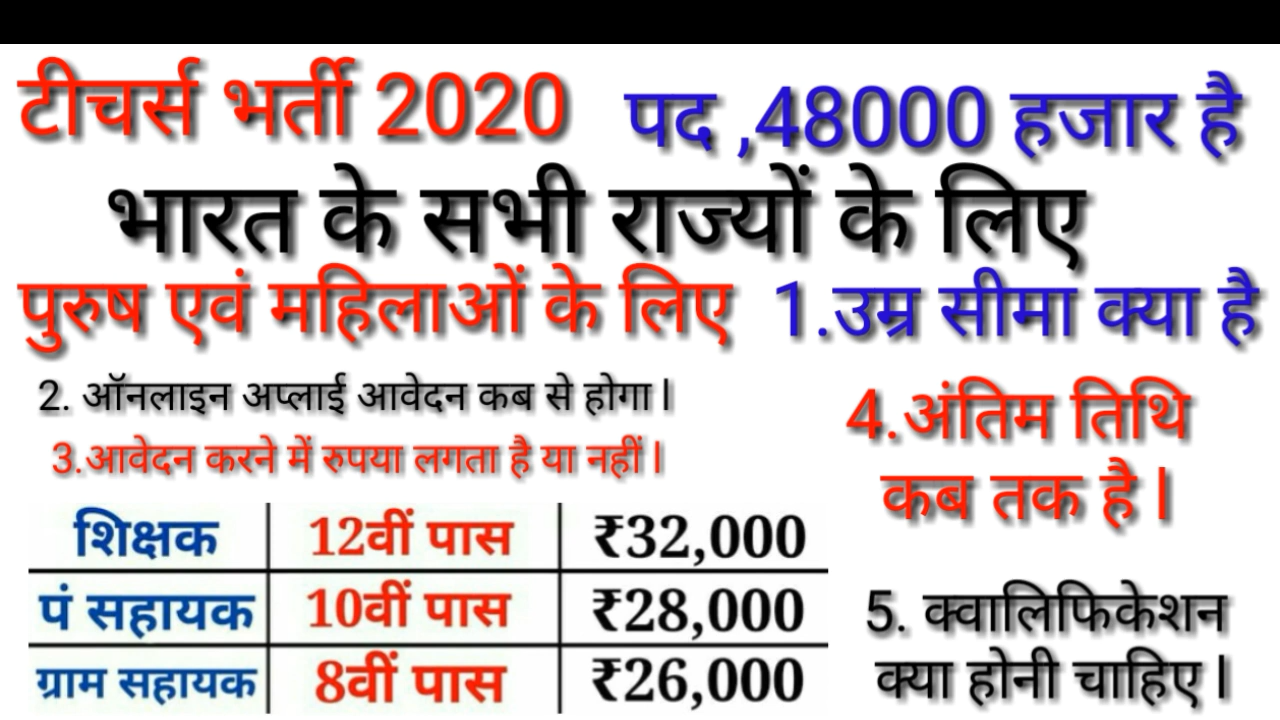 टीचर्स भर्ती 2020 पद ,48000 हजार है
भारत के सभी राज्यों के लिए
पुरुष एवं महिलाओं के लिए 1.उम्र सीमा क्या है
2. ऑनलाइन अप्लाई आवेदन कब से होगा।
3.आवेदन करने में रुपया लगता है या नहीं।
4.अंतिम तिथि
कब तक है।
शिक्षक 12वीं पास ₹32,000
पं सहायक 10वीं पास ₹28,000
ग्राम सहायक 8वीं पास ₹26,000
5. क्वालिफिकेशन
क्या होनी चाहिए।